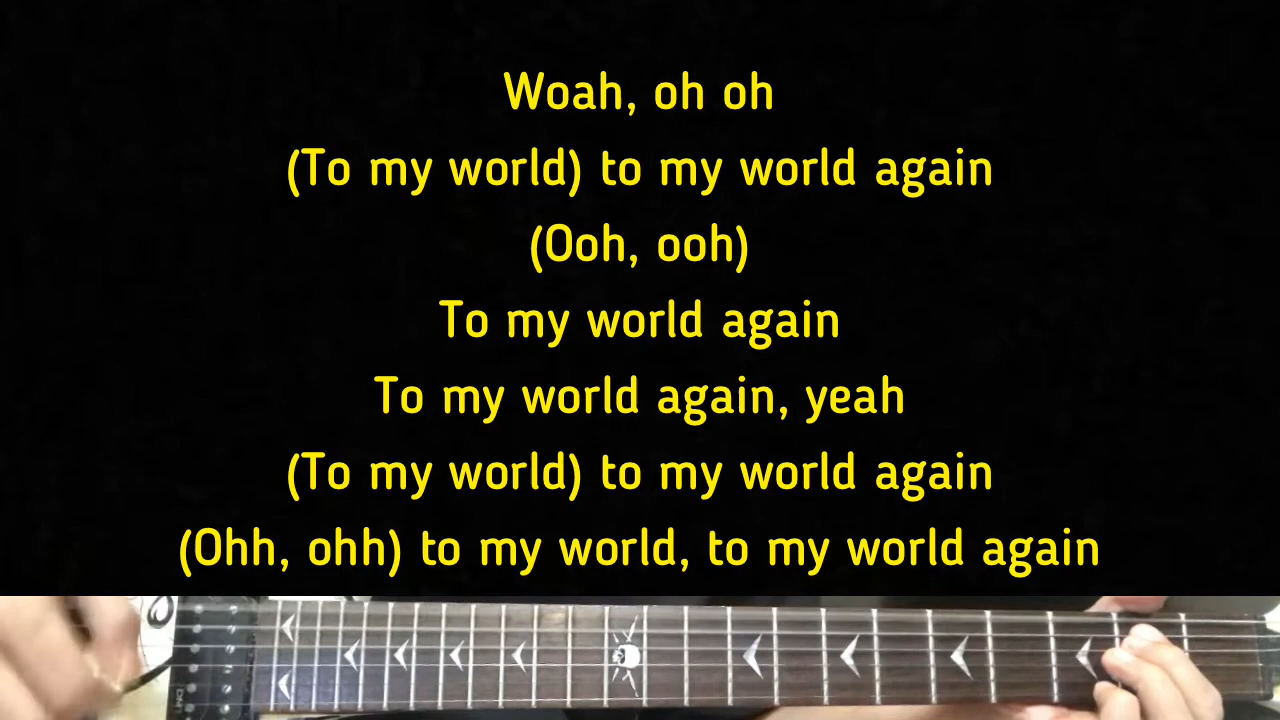 Woah, oh oh
(To my world) to my world again
(Ooh, ooh)
To my world again
To my world again, yeah
(To my world) to my world again
(Ohh, ohh) to my world, to my world again